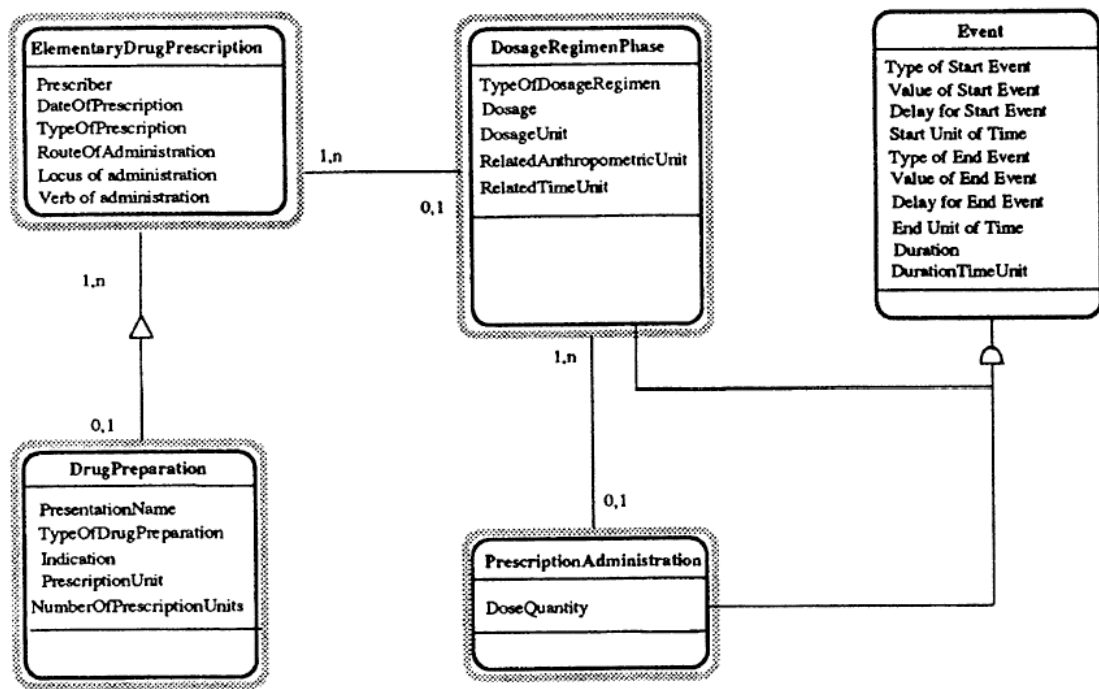 ElementaryDrugPrescription
Prescriber
DateOfPrescription
TypeOfPrescription
RouteOfAdministration
Locus of administration
Verb of administration
1,n
0,1
DosageRegimenPhase
TypeOfDosageRegimen
Dosage
DosageUnit
RelatedAnthropometricUnit
RelatedTimeUnit
Event
Type of Start Event
Value of Start Event
Delay for Start Event
Start Unit of Time
Type of End Event
Value of End Event
Delay for End Event
End Unit of Time
Duration
DurationTimeUnit
1,n
0,1
DrugPreparation
PresentationName
TypeOfDrugPreparation
Indication
PrescriptionUnit
NumberOfPrescriptionUnits
1,n
0,1
PrescriptionAdministration
DoseQuantity